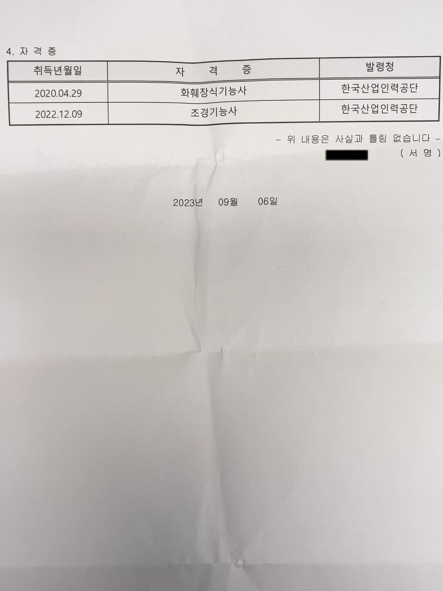 4. 자 격 증
취득년월일 자 격 증 발령청
2020.04.29 화훼장식기능사 한국산업인력공단
2022.12.09 조경기능사 한국산업인력공단
- 위 내용은 사실과 틀림 없습니다 -
( 서 명 )
2023년 09월 06일